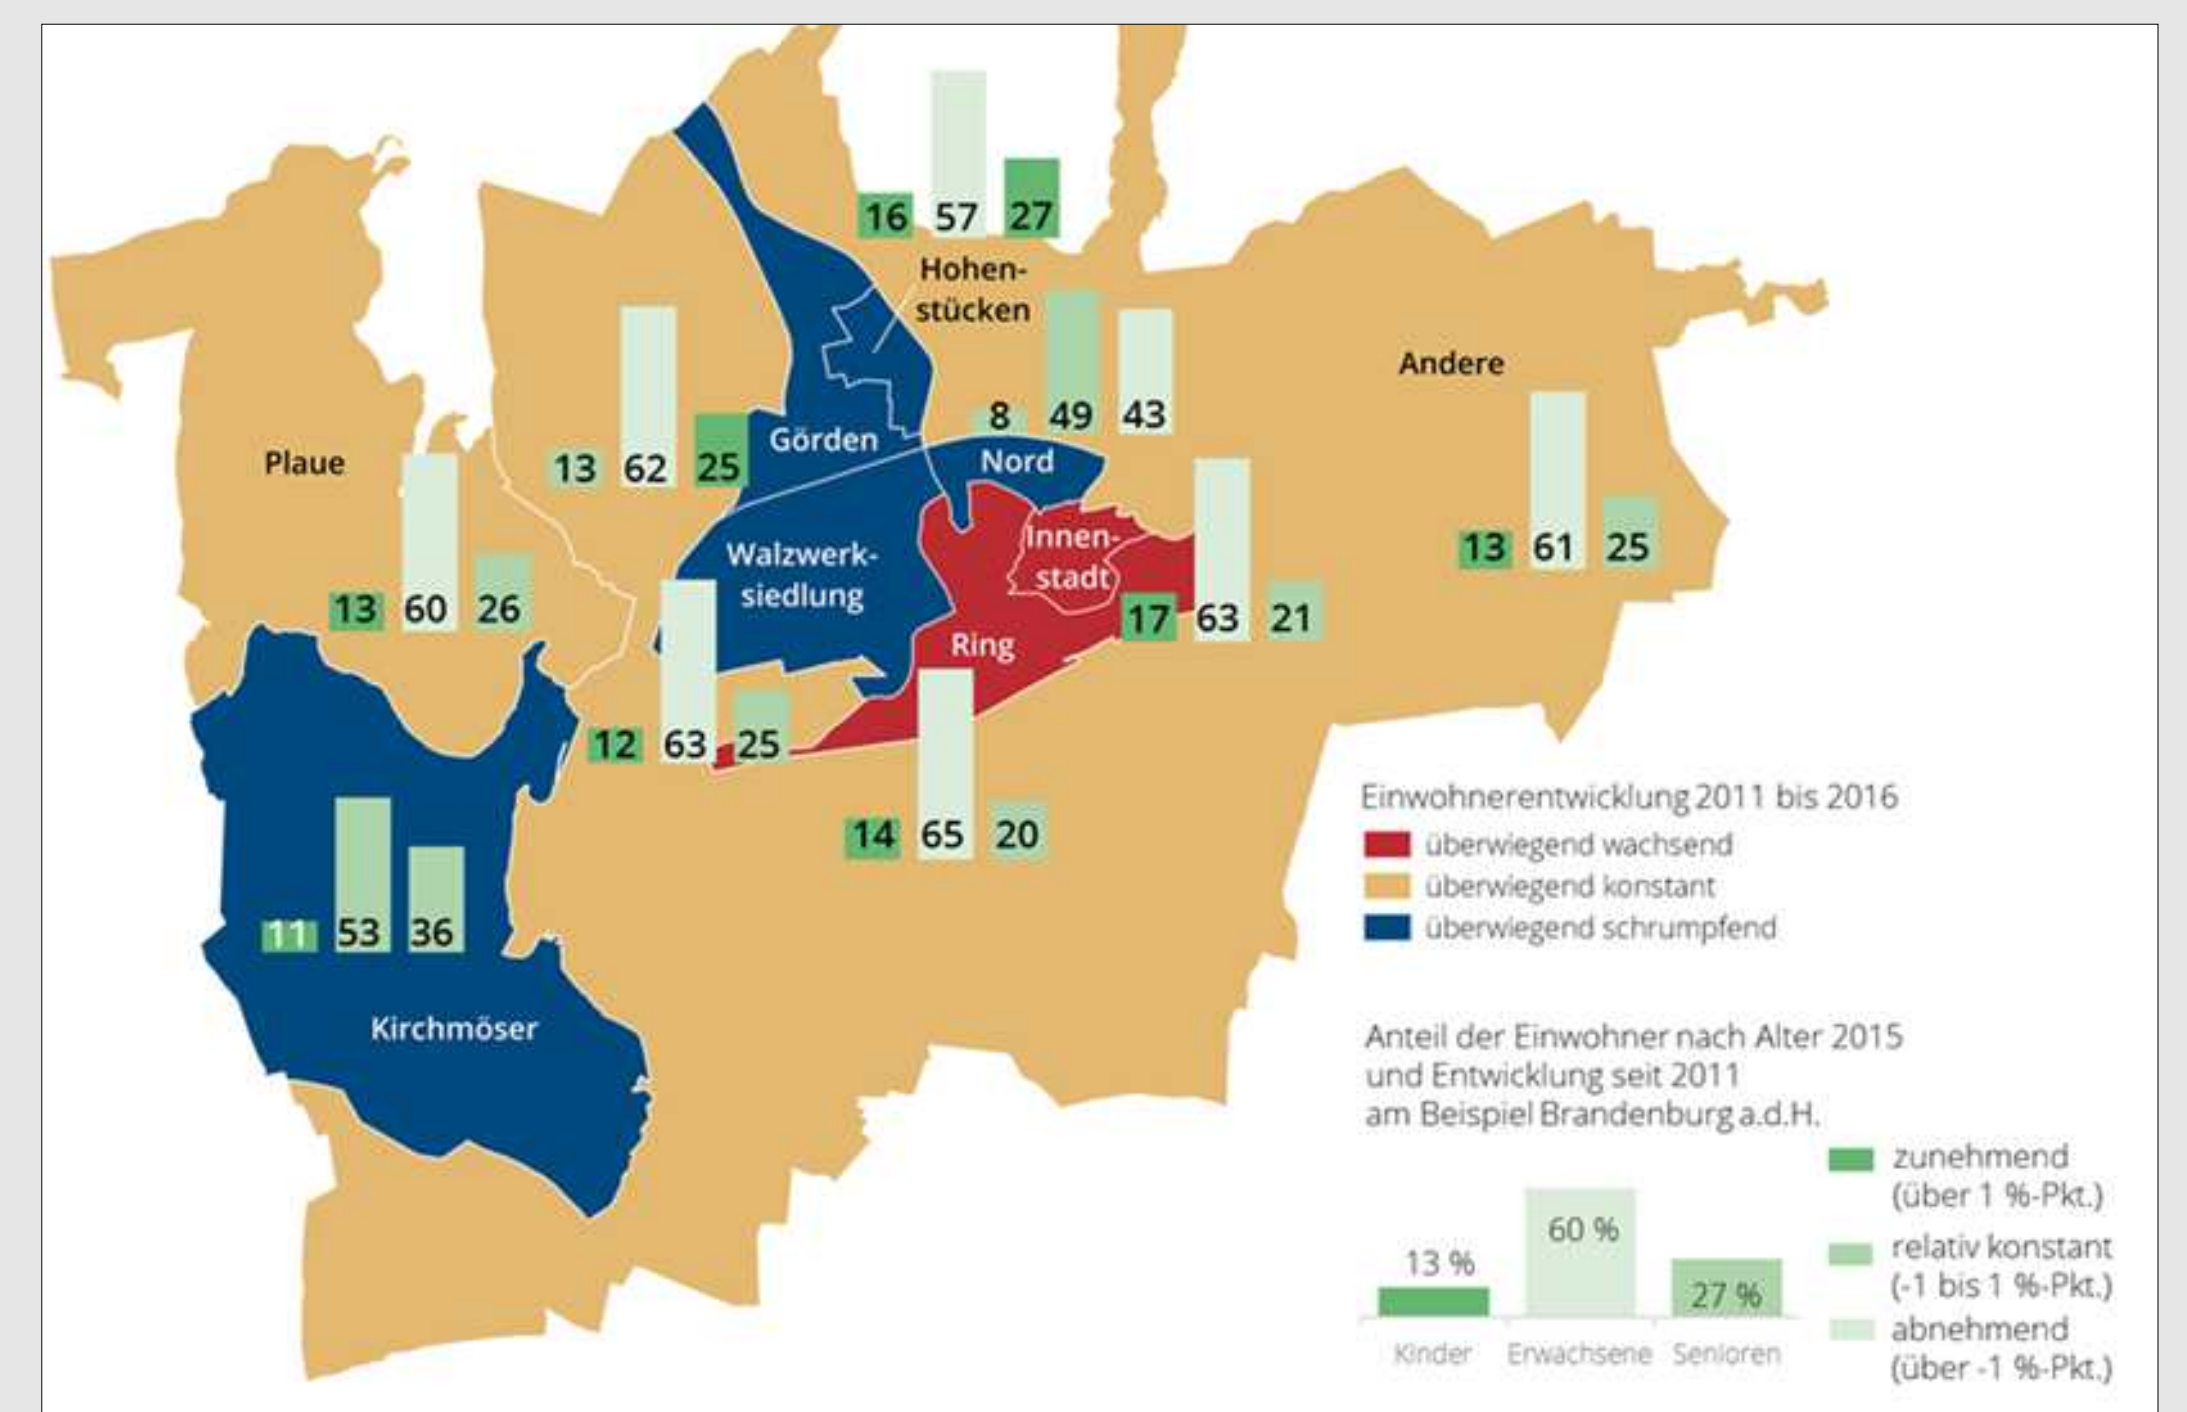 16 57 27
Hohen-
stücken
Andere
8 49 43
Görden
Plaue
13 62 25
Nord
Innen-
stadt
Walzwerk-
siedlung
13 61 25
13 60 26
17 63 21
Ring
12 63 25
14 65 20
11 53 36
Kirchmöser
Einwohnerentwicklung 2011 bis 2016
überwiegend wachsend
überwiegend konstant
überwiegend schrumpfend
Anteil der Einwohner nach Alter 2015
und Entwicklung seit 2011
am Beispiel Brandenburg a.d.H.
13 %
60 %
27 %
Kinder Erwachsene Senioren
zunehmend
(über 1 %-Pkt.)
relativ konstant
(-1 bis 1 %-Pkt.)
abnehmend
(über -1 %-Pkt.)